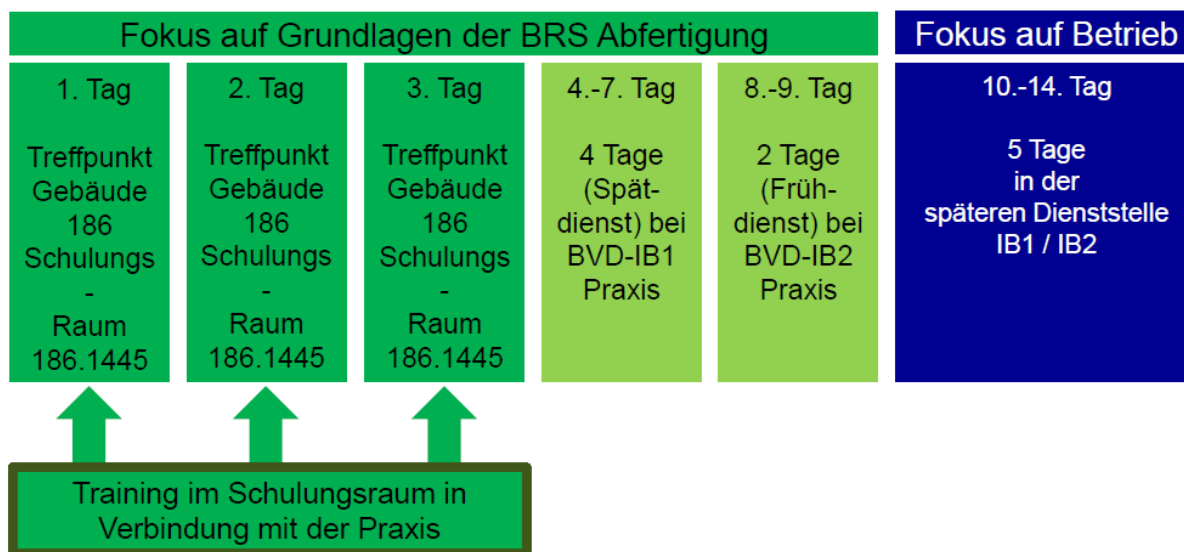 Fokus auf Grundlagen der BRS Abfertigung
Fokus auf Betrieb
1. Tag
Treffpunkt
Gebäude
186
Schulungs
-
Raum
186.1445
2. Tag
Treffpunkt
Gebäude
186
Schulungs
-
Raum
186.1445
3. Tag
Treffpunkt
Gebäude
186
Schulungs
-
Raum
186.1445
4.-7. Tag
4 Tage
(Spät-
dienst) bei
BVD-IB1
Praxis
8.-9. Tag
2 Tage
(Früh-
dienst) bei
BVD-IB2
Praxis
10.-14. Tag
5 Tage
in der
späteren Dienststelle
IB1 / IB2
Training im Schulungsraum in
Verbindung mit der Praxis